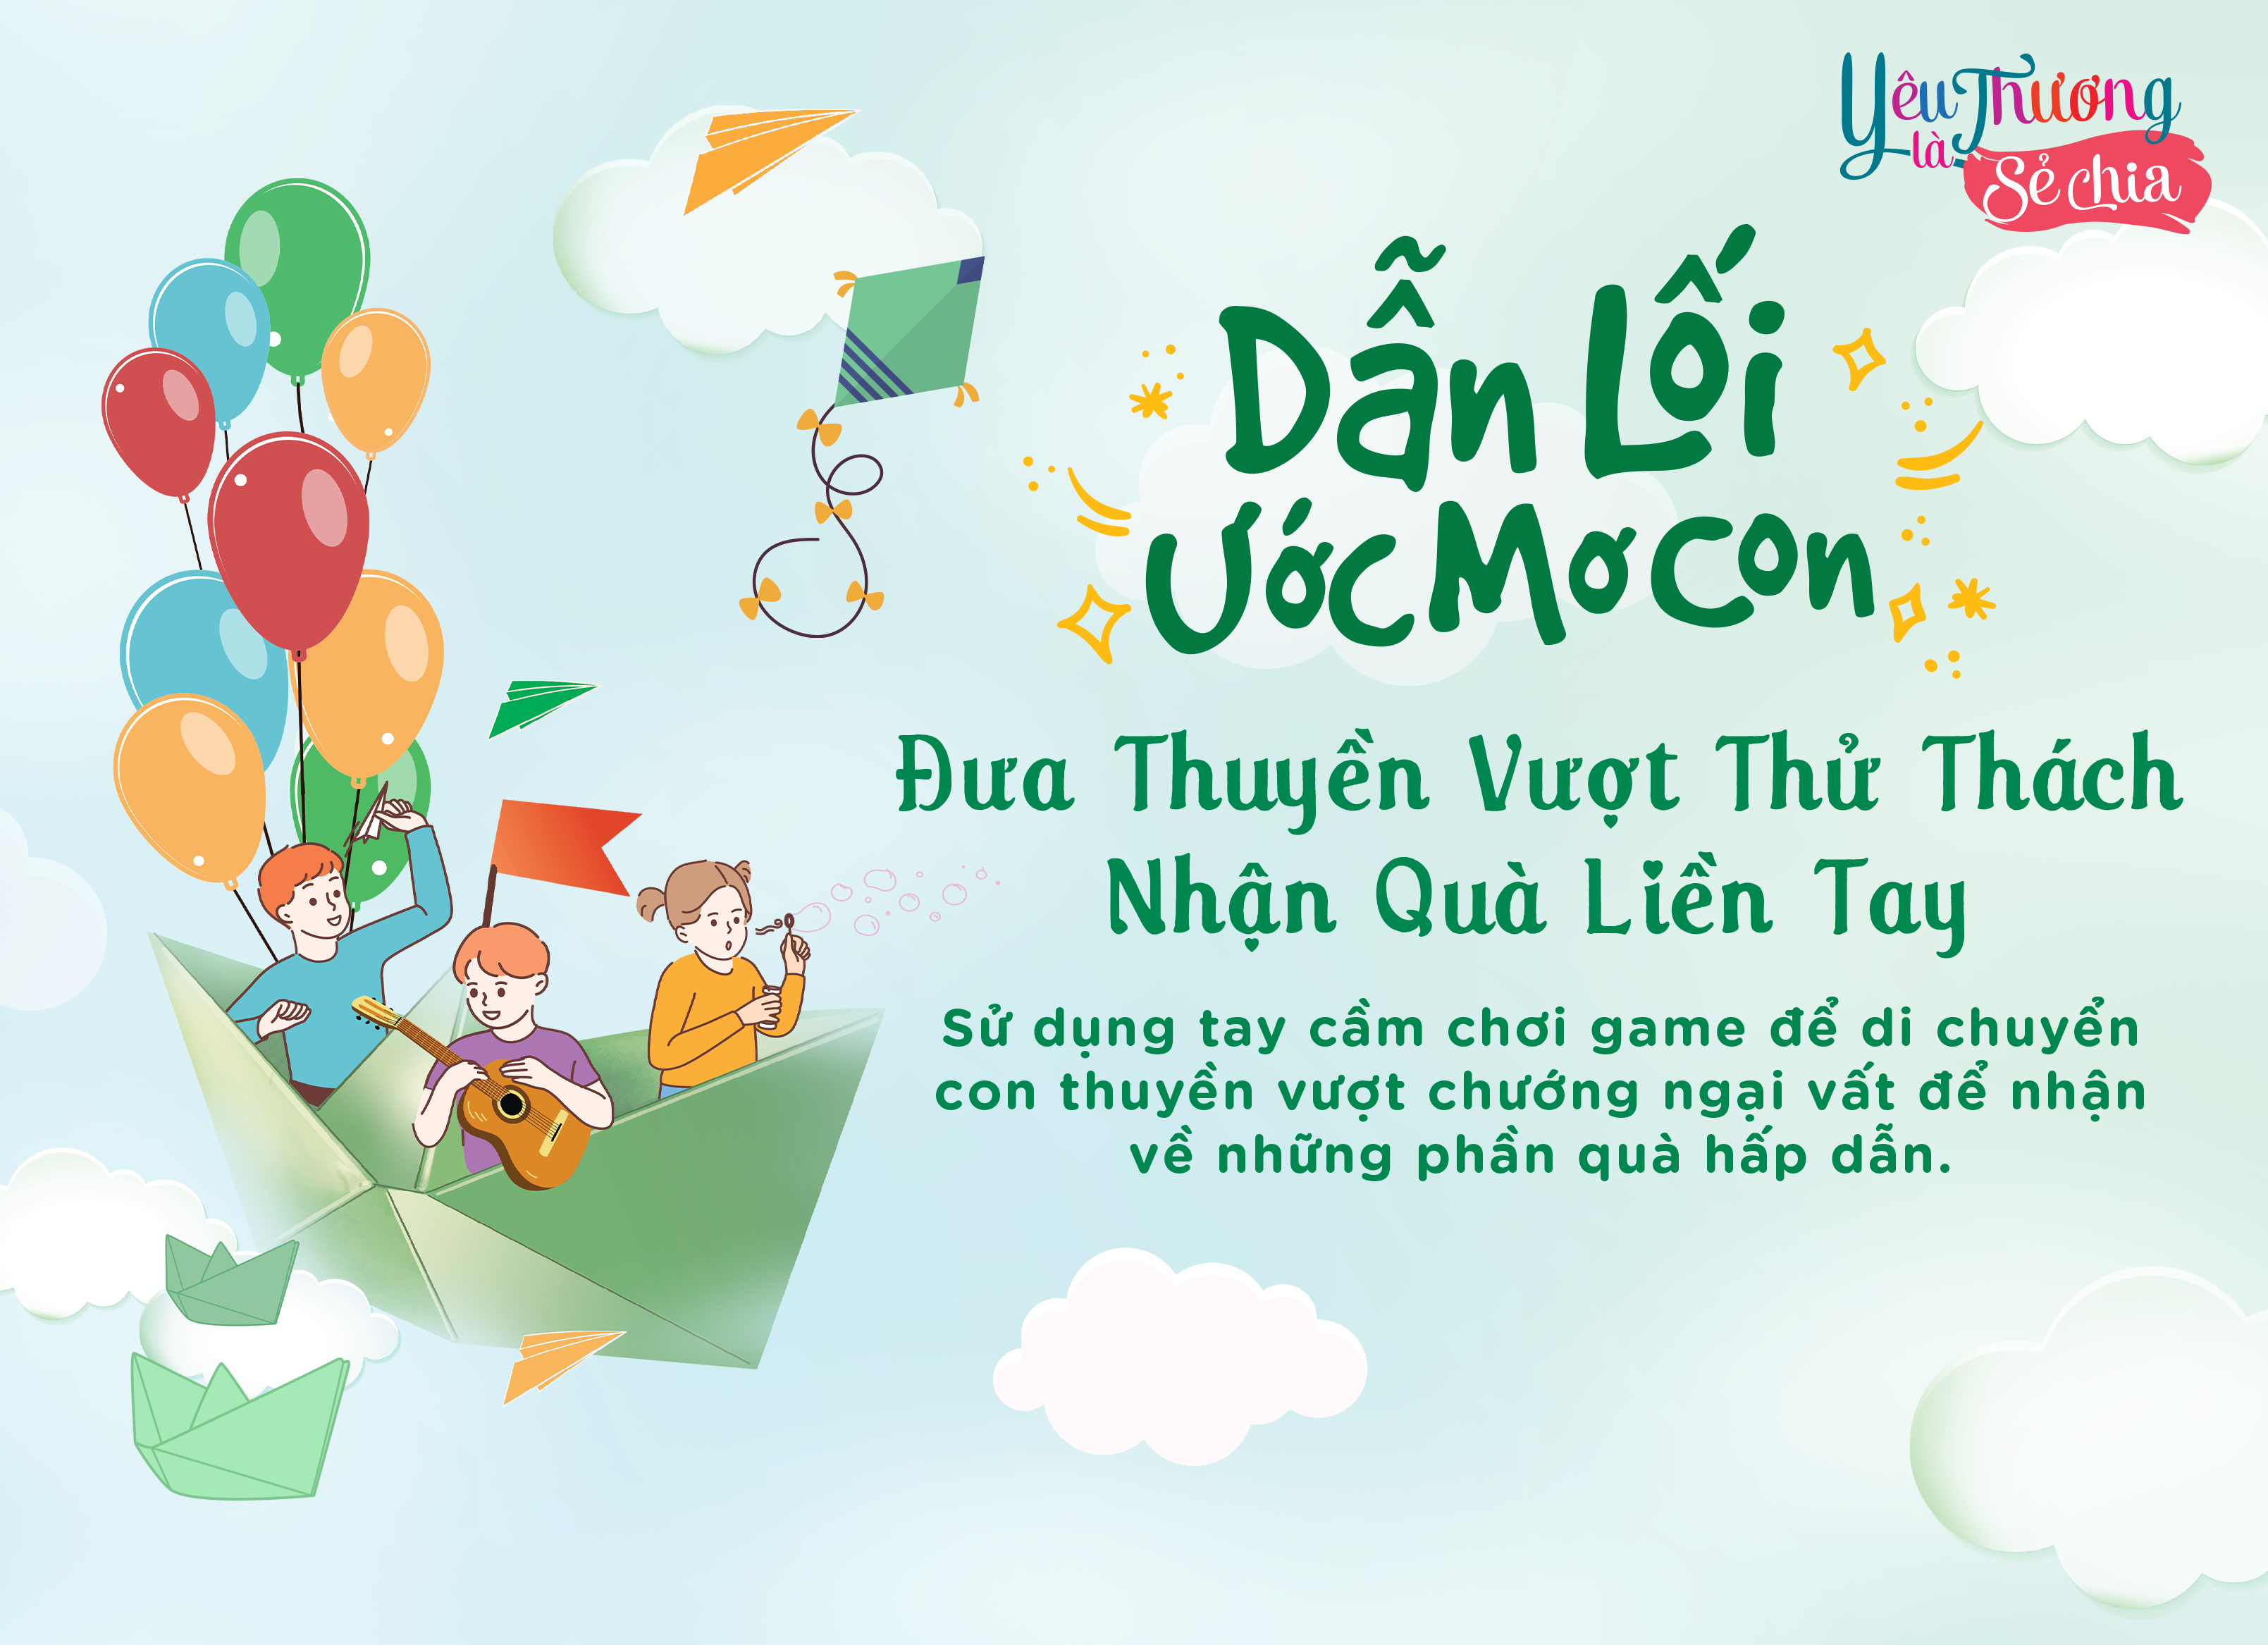 Yêu Thương
là Sẻ chia
Dẫn Lối
Ước Mơ Con
Đưa Thuyền Vượt Thử Thách
Nhận Quà Liền Tay
Sử dụng tay cầm chơi game để di chuyển
con thuyền vượt chướng ngại vất để nhận
về những phần quà hấp dẫn.